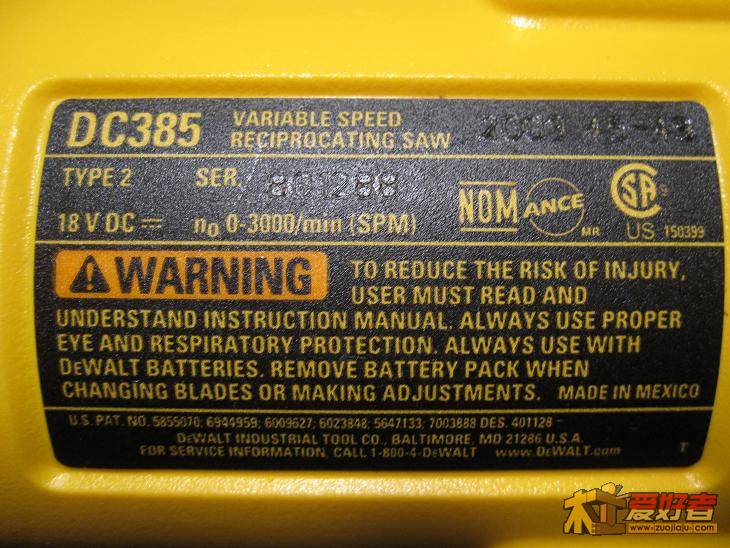 DC385 VARIABLE SPEED
RECIPROCATING SAW
TYPE 2 SER. 801288
18 V DC n₀ 0-3000/min (SPM)
NOM ANCE MR
SA US 150399
WARNING TO REDUCE THE RISK OF INJURY,
USER MUST READ AND
UNDERSTAND INSTRUCTION MANUAL. ALWAYS USE PROPER
EYE AND RESPIRATORY PROTECTION. ALWAYS USE WITH
DEWALT BATTERIES. REMOVE BATTERY PACK WHEN
CHANGING BLADES OR MAKING ADJUSTMENTS. MADE IN MEXICO
U.S. PAT. NO. 5855070; 6944959; 6009627; 6023848; 5647133; 7003888 DES. 401128
DEWALT INDUSTRIAL TOOL CO., BALTIMORE, MD 21286 U.S.A.
FOR SERVICE INFORMATION, CALL 1-800-4-DEWALT www.DEWALT.com T
木工爱好者
www.zuojiaju.com